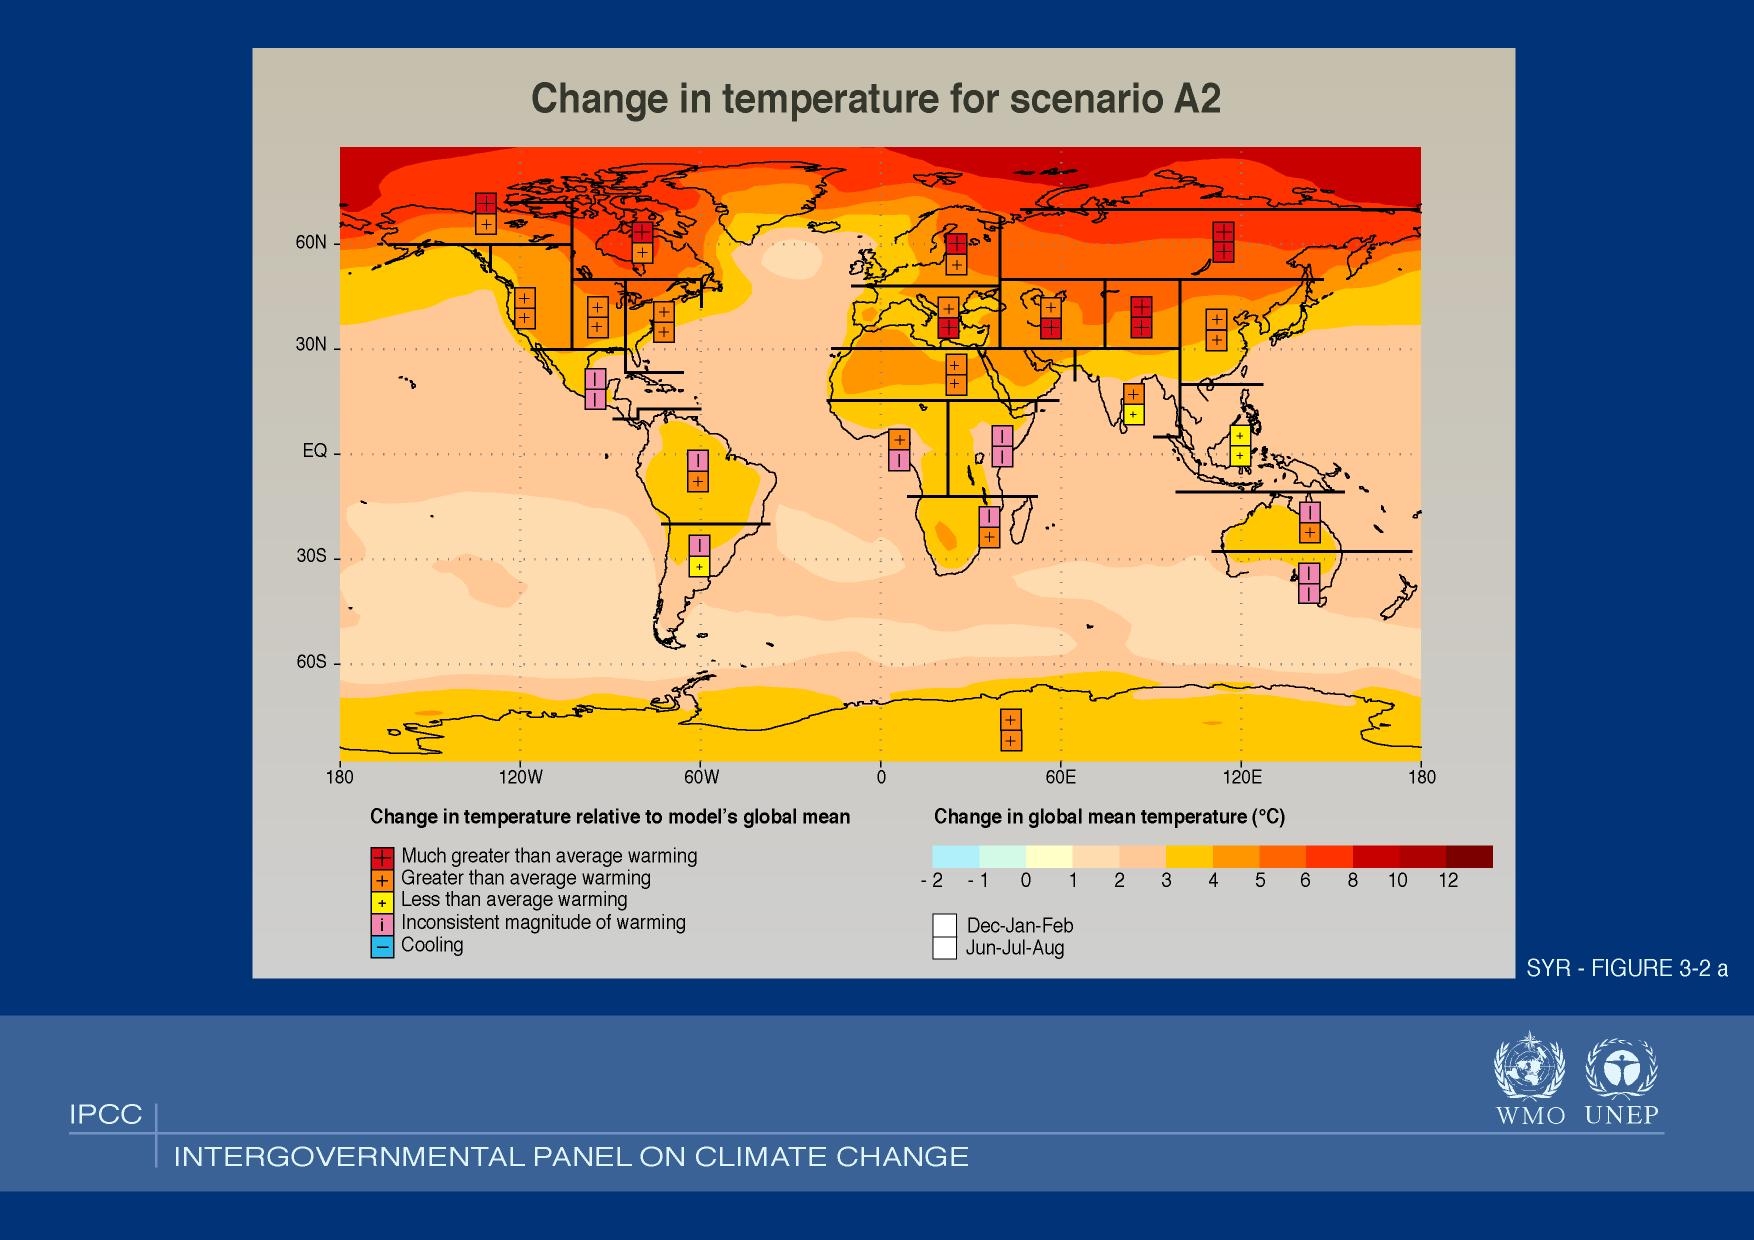 Change in temperature for scenario A2
60N
30N
EQ
30S
60S
180 120W 60W 0 60E 120E 180
Change in temperature relative to model's global mean
+ Much greater than average warming
+ Greater than average warming
+ Less than average warming
i Inconsistent magnitude of warming
– Cooling
Change in global mean temperature (°C)
- 2 - 1 0 1 2 3 4 5 6 8 10 12
Dec-Jan-Feb
Jun-Jul-Aug
SYR - FIGURE 3-2 a
WMO UNEP
IPCC
INTERGOVERNMENTAL PANEL ON CLIMATE CHANGE